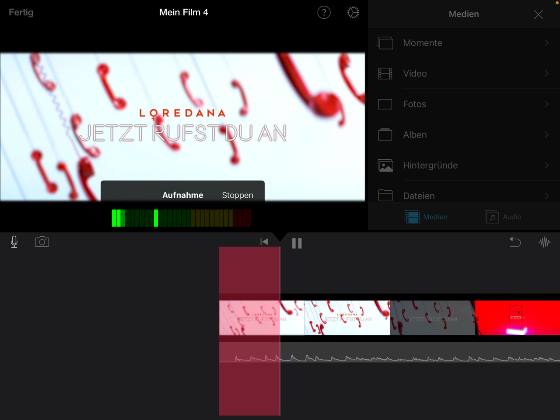 Fertig
Mein Film 4
?
Medien
Momente
Video
Fotos
Alben
Hintergründe
Dateien
LOREDANA
JETZT RUFST DU AN
Aufnahme
Stoppen
Medien
Audio